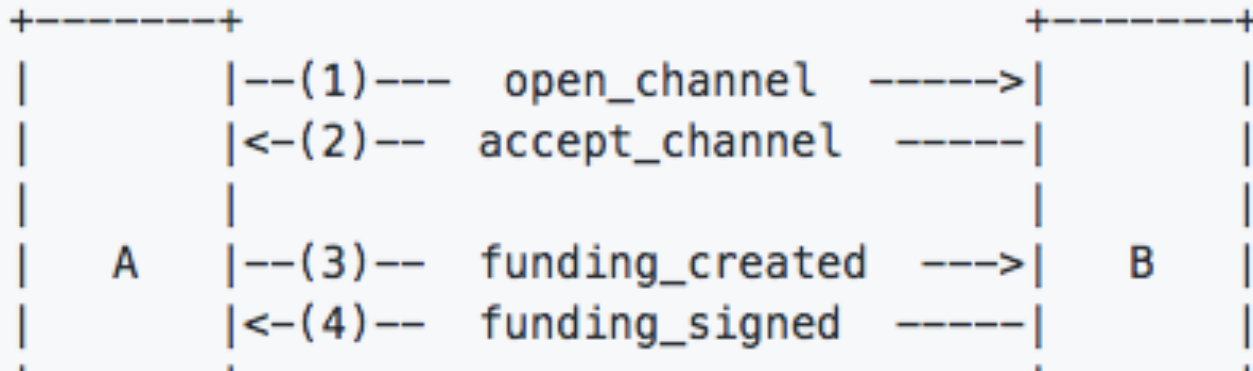 +-------+                              +-------+
|       |--(1)---  open_channel  ----->|       |
|       |<-(2)--  accept_channel  -----|       |
|       |                              |       |
|   A   |--(3)--  funding_created  --->|   B   |
|       |<-(4)--  funding_signed  -----|       |